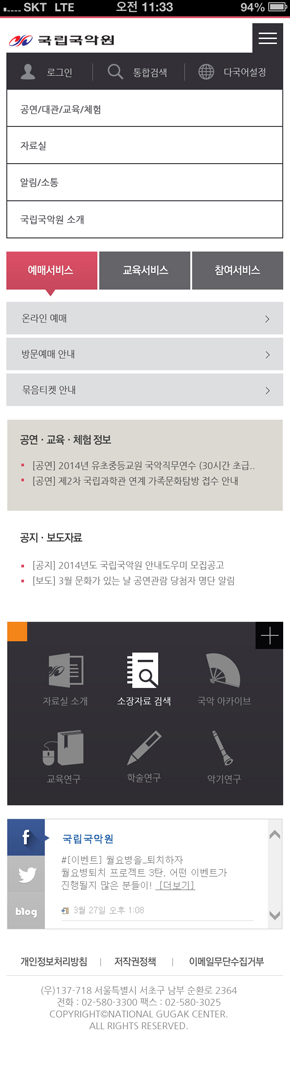 SKT LTE 오전 11:33 94%
국립국악원
로그인 통합검색 다국어설정
공연/대관/교육/체험
자료실
알림/소통
국립국악원 소개
예매서비스 교육서비스 참여서비스
온라인 예매
방문예매 안내
묶음티켓 안내
공연 · 교육 · 체험 정보
[공연] 2014년 유초중등교원 국악직무연수 (30시간 초급..
[공연] 제2차 국립과학관 연계 가족문화탐방 접수 안내
공지 · 보도자료
[공지] 2014년도 국립국악원 안내도우미 모집공고
[보도] 3월 문화가 있는 날 공연관람 당첨자 명단 알림
자료실 소개 소장자료 검색 국악 아카이브
교육연구 학술연구 악기연구
국립국악원
#[이벤트] 월요병을_퇴치하자
월요병퇴치 프로젝트 3탄, 어떤 이벤트가
진행될지 많은 분들이! [더보기]
blog
3월 27일 오후 1:08
개인정보처리방침 | 저작권정책 | 이메일무단수집거부
(우)137-718 서울특별시 서초구 남부 순환로 2364
전화 : 02-580-3300 팩스 : 02-580-3025
COPYRIGHT©NATIONAL GUGAK CENTER.
ALL RIGHTS RESERVED.